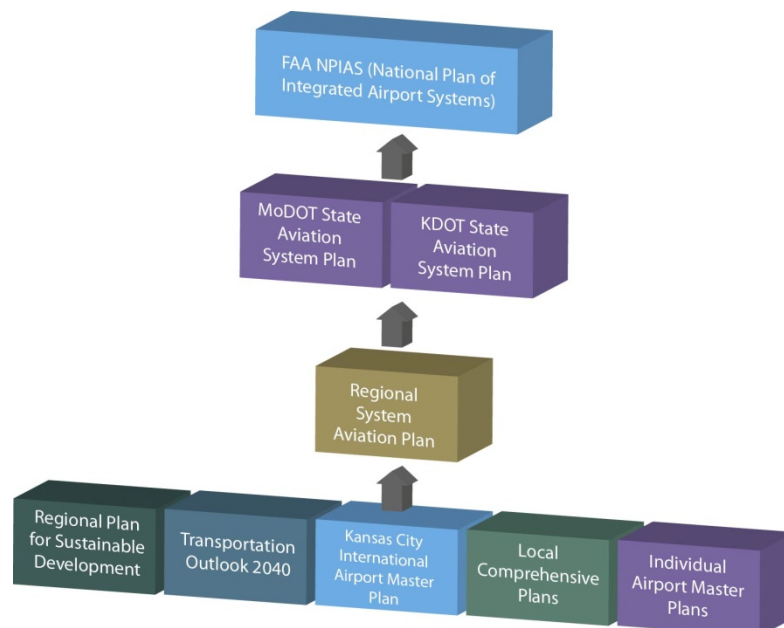 FAA NPIAS (National Plan of
Integrated Airport Systems)
MoDOT State
Aviation
System Plan
KDOT State
Aviation
System Plan
Regional
System
Aviation Plan
Regional Plan
for Sustainable
Development
Transportation
Outlook 2040
Kansas City
International
Airport Master
Plan
Local
Comprehensive
Plans
Individual
Airport Master
Plans